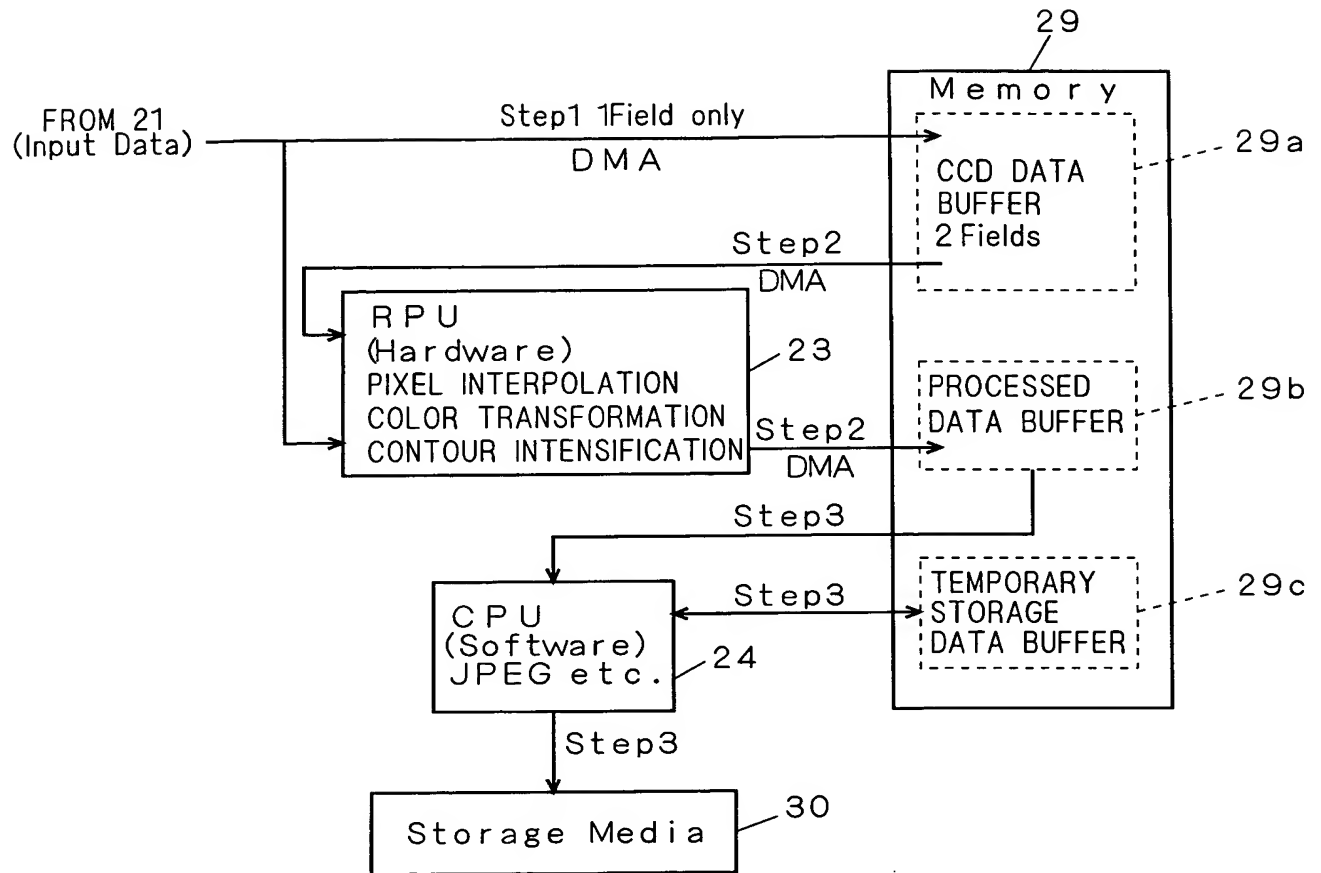 29
Memory
FROM 21
(Input Data)
Step1 1Field only
DMA
29a
CCD DATA
BUFFER
2 Fields
Step2
DMA
RPU
(Hardware)
PIXEL INTERPOLATION
COLOR TRANSFORMATION
CONTOUR INTENSIFICATION
23
Step2
DMA
PROCESSED
DATA BUFFER
29b
Step3
CPU
(Software)
JPEG etc.
24
Step3
TEMPORARY
STORAGE
DATA BUFFER
29c
Step3
Storage Media
30